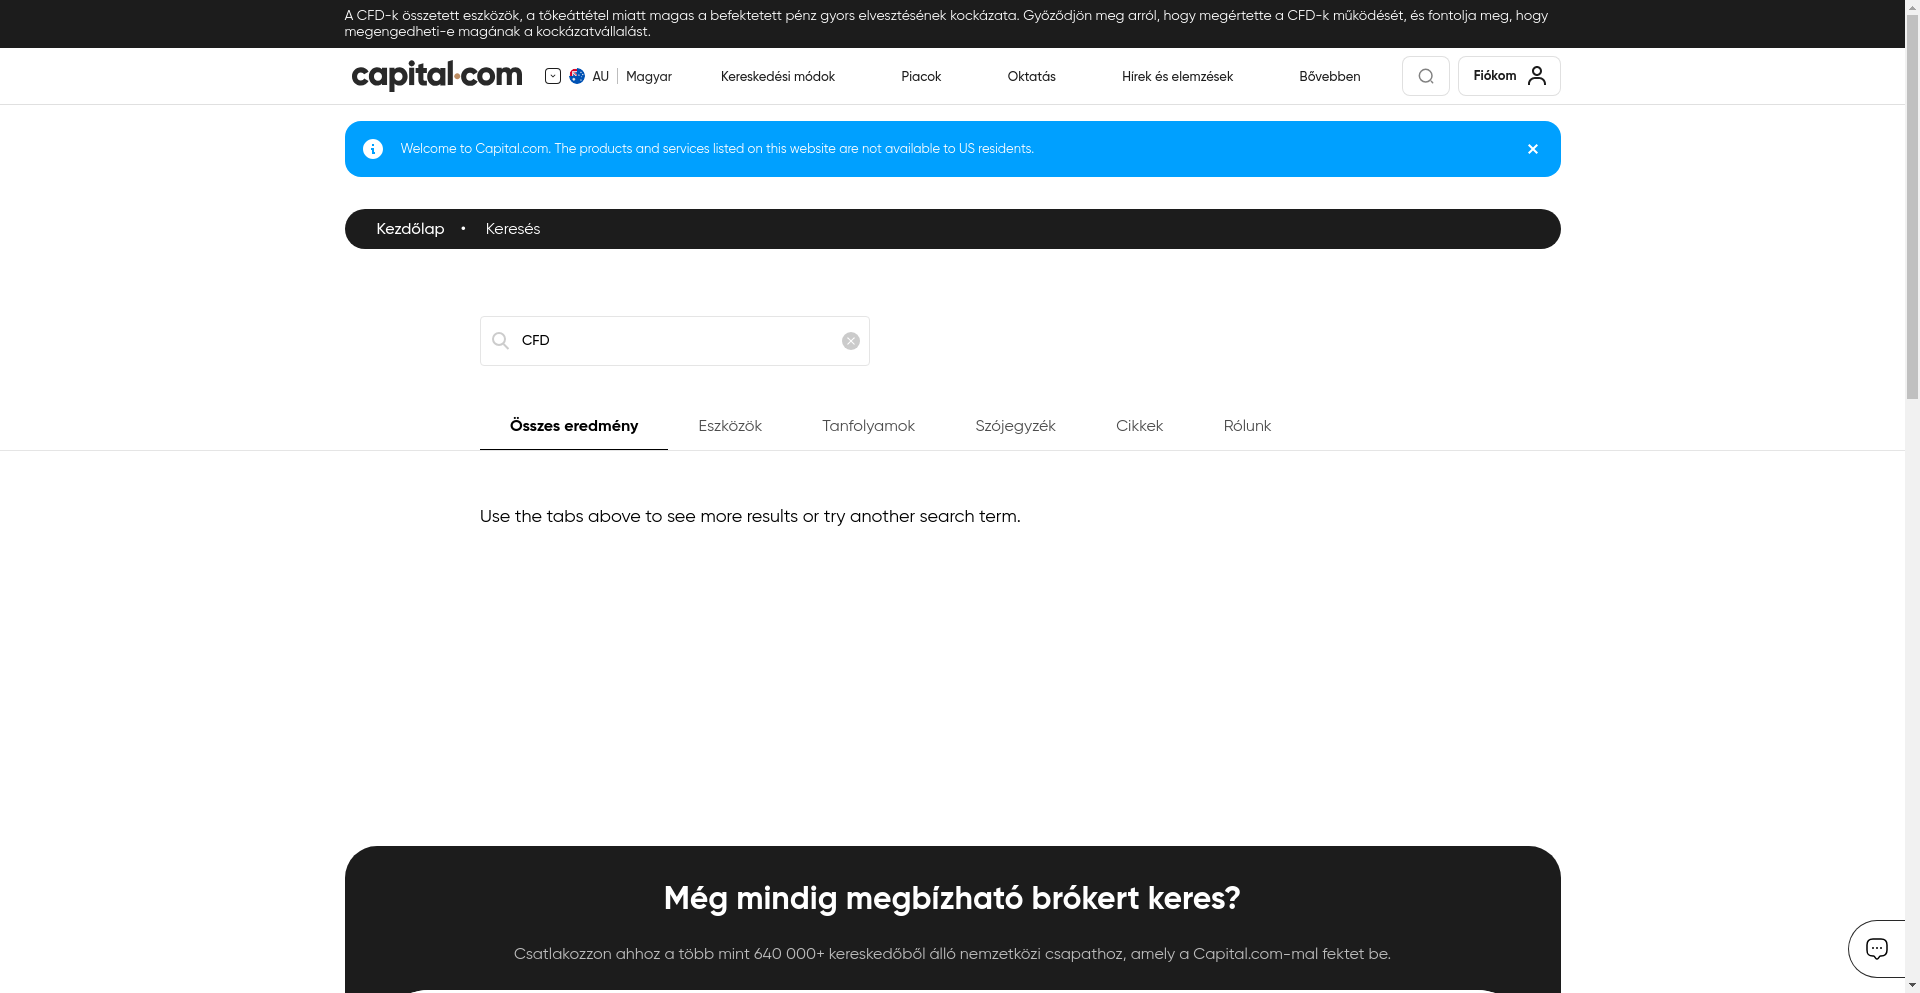 A CFD-k összetett eszközök, a tőkeáttétel miatt magas a befektetett pénz gyors elvesztésének kockázata. Győződjön meg arról, hogy megértette a CFD-k működését, és fontolja meg, hogy
megengedheti-e magának a kockázatvállalást.
capital.com
AU
Magyar
Kereskedési módok
Piacok
Oktatás
Hírek és elemzések
Bővebben
Fiókom
Welcome to Capital.com. The products and services listed on this website are not available to US residents.
Kezdőlap • Keresés
CFD
Összes eredmény
Eszközök
Tanfolyamok
Szójegyzék
Cikkek
Rólunk
Use the tabs above to see more results or try another search term.
Még mindig megbízható brókert keres?
Csatlakozzon ahhoz a több mint 640 000+ kereskedőből álló nemzetközi csapathoz, amely a Capital.com-mal fektet be.